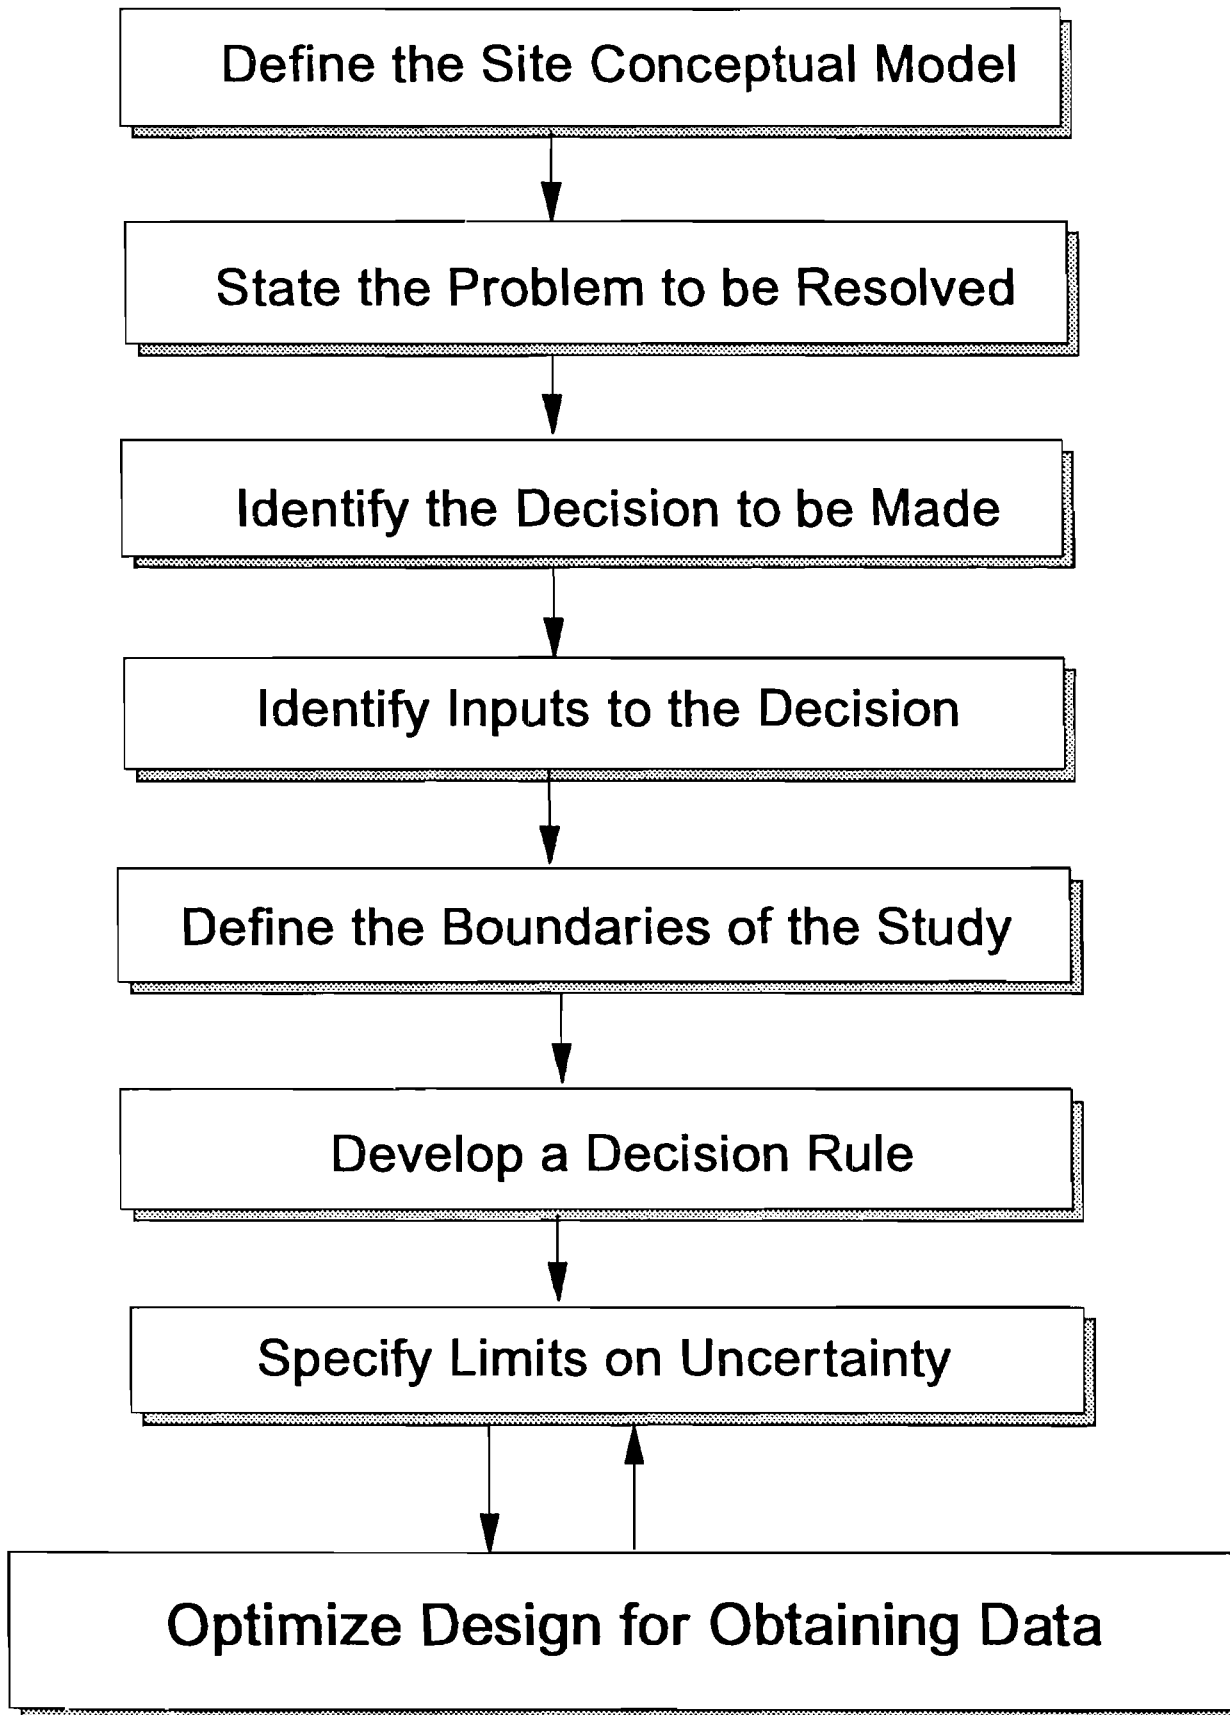 Define the Site Conceptual Model
State the Problem to be Resolved
Identify the Decision to be Made
Identify Inputs to the Decision
Define the Boundaries of the Study
Develop a Decision Rule
Specify Limits on Uncertainty
Optimize Design for Obtaining Data